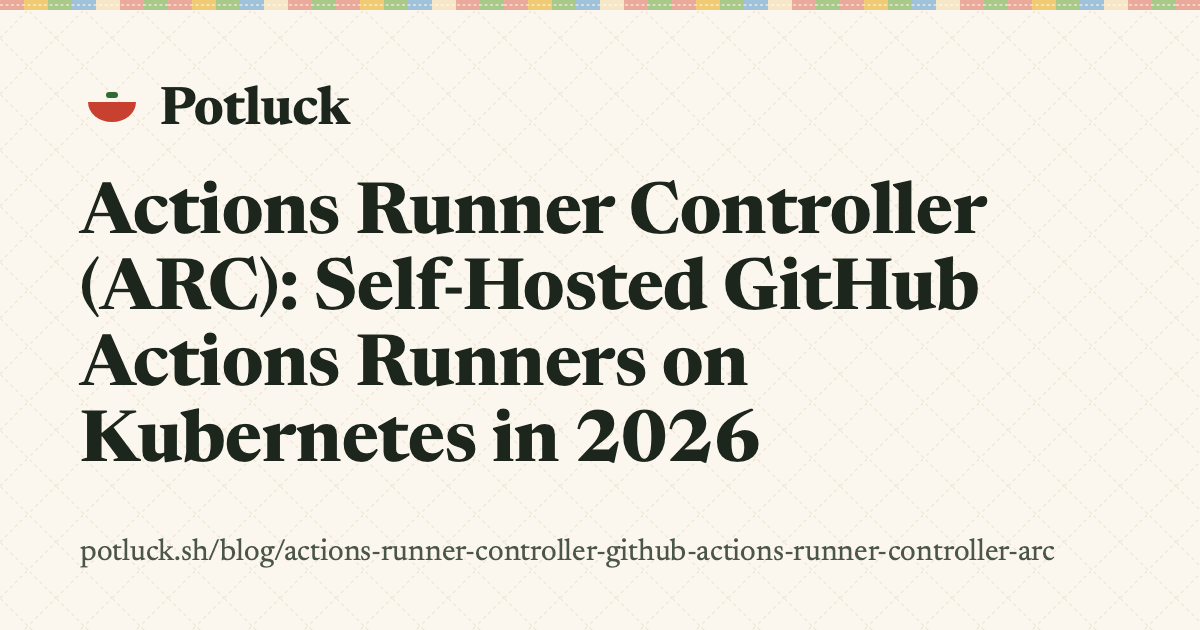 Potluck
Actions Runner Controller
(ARC): Self-Hosted GitHub
Actions Runners on
Kubernetes in 2026
potluck.sh/blog/actions-runner-controller-github-actions-runner-controller-arc